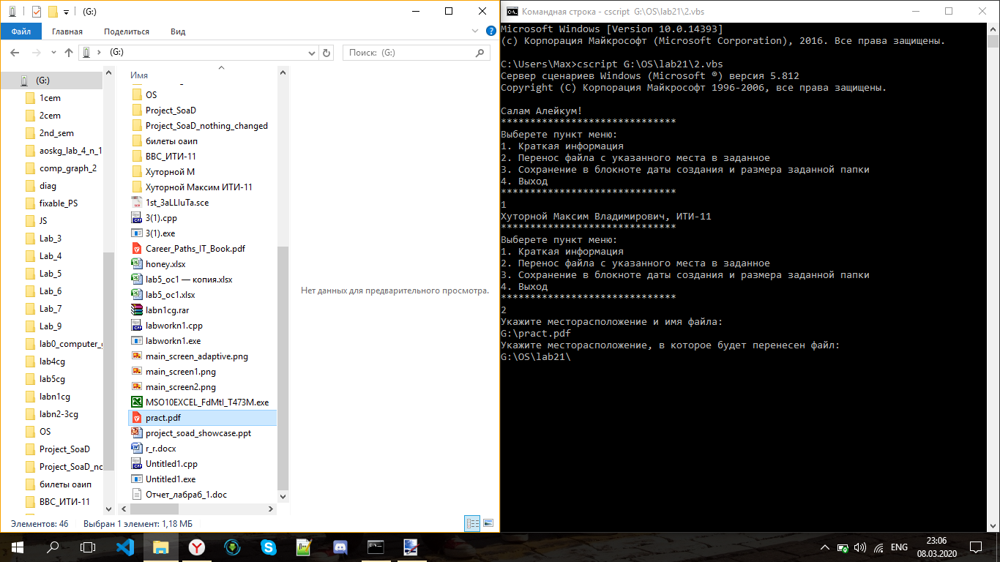 (G:)
Файл
Главная
Поделиться
Вид
(G:)
Поиск: (G:)
(G:)
1сем
2сем
2nd_sem
aoskg_lab_4_n_1
comp_graph_2
diag
fixable_PS
JS
Lab_3
Lab_4
Lab_5
Lab_6
Lab_7
Lab_9
lab0_computer_
lab4cg
lab5cg
labn1cg
labn2-3cg
OS
Project_SoaD
Project_SoaD_nc
билеты оаип
ВВС_ИТИ-11
Имя
OS
Project_SoaD
Project_SoaD_nothing_changed
билеты оаип
ВВС_ИТИ-11
Хуторной М
Хуторной Максим ИТИ-11
1st_3aLLIuTa.sce
3(1).cpp
3(1).exe
Career_Paths_IT_Book.pdf
honey.xlsx
lab5_oc1 — копия.xlsx
lab5_oc1.xlsx
labn1cg.rar
labworkn1.cpp
labworkn1.exe
main_screen_adaptive.png
main_screen1.png
main_screen2.png
MSO10EXCEL_FdMtl_T473M.exe
pract.pdf
project_soad_showcase.ppt
r_r.docx
Untitled1.cpp
Untitled1.exe
Отчет_лабраб_1.doc
Нет данных для предварительного просмотра.
Элементов: 46
Выбран 1 элемент: 1,18 МБ
Командная строка - cscript G:\OS\lab21\2.vbs
Microsoft Windows [Version 10.0.14393]
(c) Корпорация Майкрософт (Microsoft Corporation), 2016. Все права защищены.
C:\Users\Max>cscript G:\OS\lab21\2.vbs
Сервер сценариев Windows (Microsoft ®) версия 5.812
Copyright (C) Корпорация Майкрософт 1996-2006, все права защищены.
Салам Алейкум!
******************************
Выберете пункт меню:
1. Краткая информация
2. Перенос файла с указанного места в заданное
3. Сохранение в блокноте даты создания и размера заданной папки
4. Выход
******************************
1
Хуторной Максим Владимирович, ИТИ-11
******************************
Выберете пункт меню:
1. Краткая информация
2. Перенос файла с указанного места в заданное
3. Сохранение в блокноте даты создания и размера заданной папки
4. Выход
******************************
2
Укажите месторасположение и имя файла:
G:\pract.pdf
Укажите месторасположение, в которое будет перенесен файл:
G:\OS\lab21\
ENG
23:06
08.03.2020